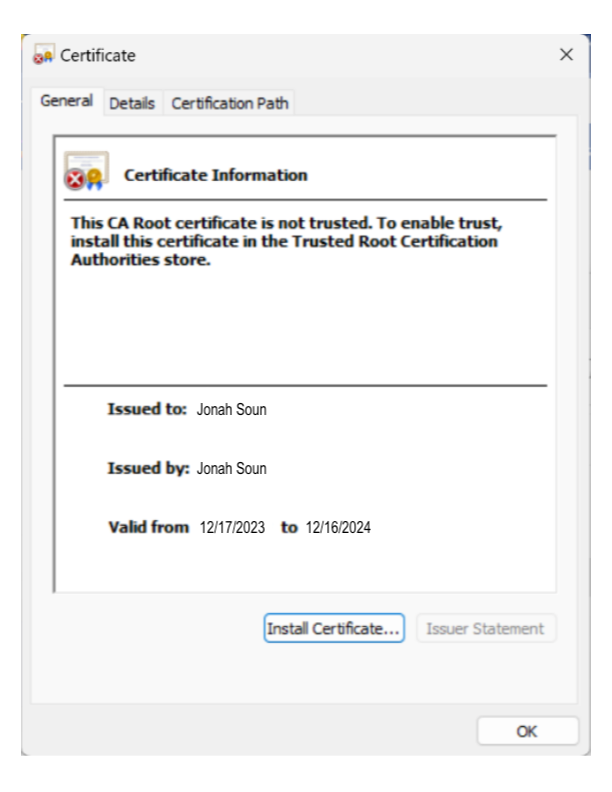 Certificate
General Details Certification Path
Certificate Information
This CA Root certificate is not trusted. To enable trust,
install this certificate in the Trusted Root Certification
Authorities store.
Issued to: Jonah Soun
Issued by: Jonah Soun
Valid from 12/17/2023 to 12/16/2024
Install Certificate... Issuer Statement
OK